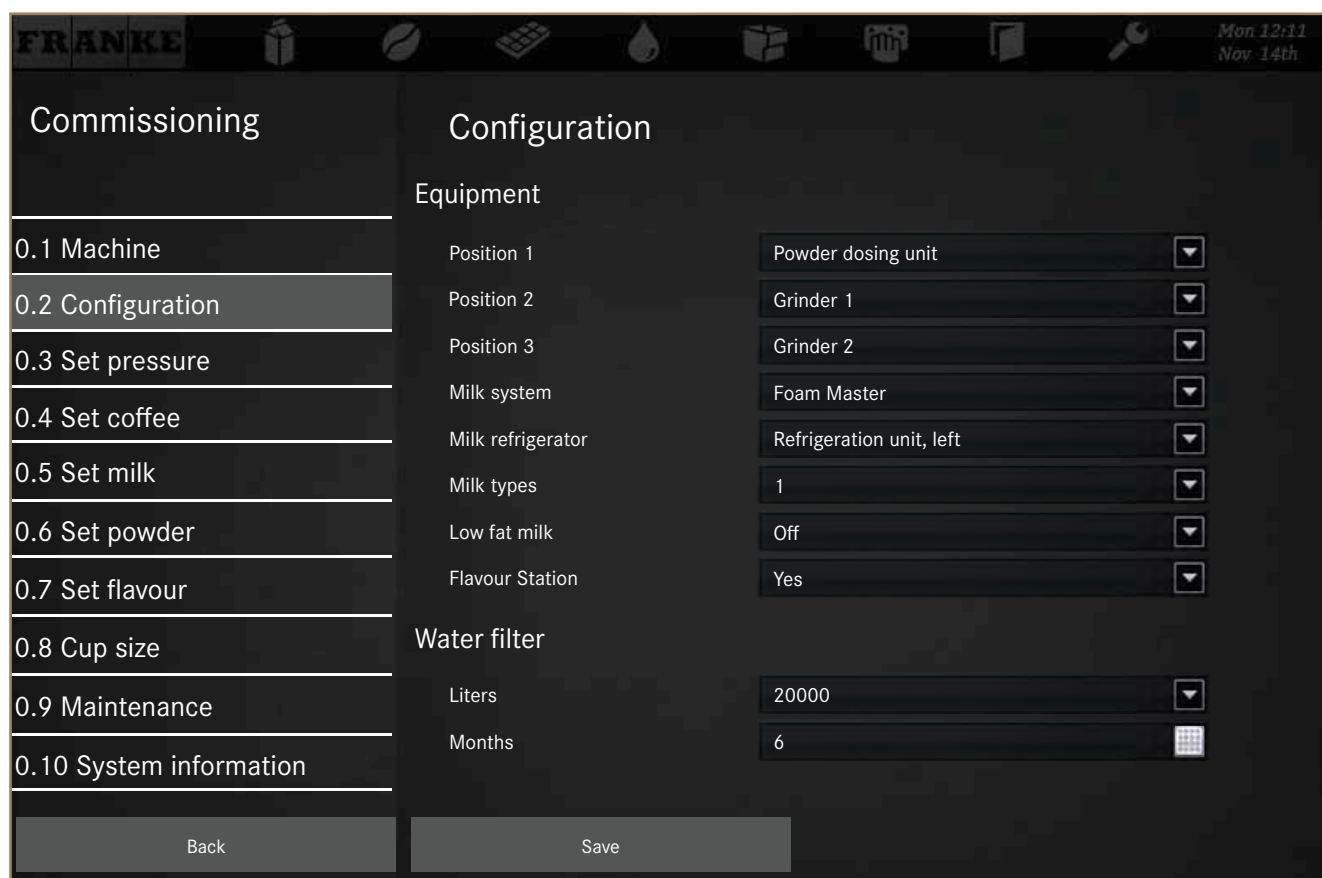 FRANKE
Mon 12:11
Nov 14th
Commissioning
0.1 Machine
0.2 Configuration
0.3 Set pressure
0.4 Set coffee
0.5 Set milk
0.6 Set powder
0.7 Set flavour
0.8 Cup size
0.9 Maintenance
0.10 System information
Configuration
Equipment
Position 1 Powder dosing unit
Position 2 Grinder 1
Position 3 Grinder 2
Milk system Foam Master
Milk refrigerator Refrigeration unit, left
Milk types 1
Low fat milk Off
Flavour Station Yes
Water filter
Liters 20000
Months 6
Back
Save